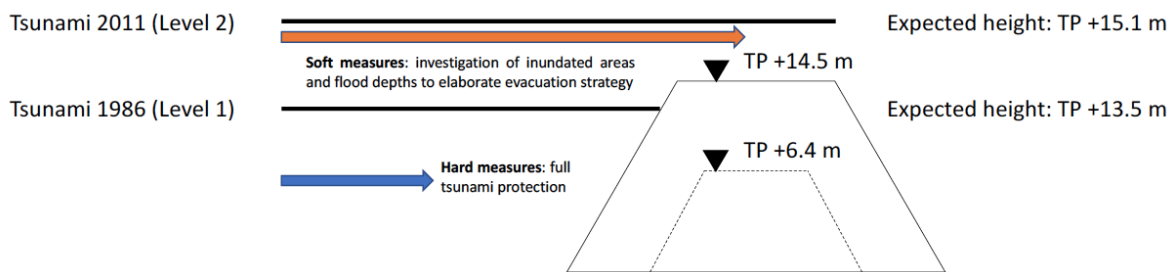 Tsunami 2011 (Level 2)
Expected height: TP +15.1 m
Soft measures: investigation of inundated areas
and flood depths to elaborate evacuation strategy
TP +14.5 m
Tsunami 1986 (Level 1)
Expected height: TP +13.5 m
TP +6.4 m
Hard measures: full
tsunami protection